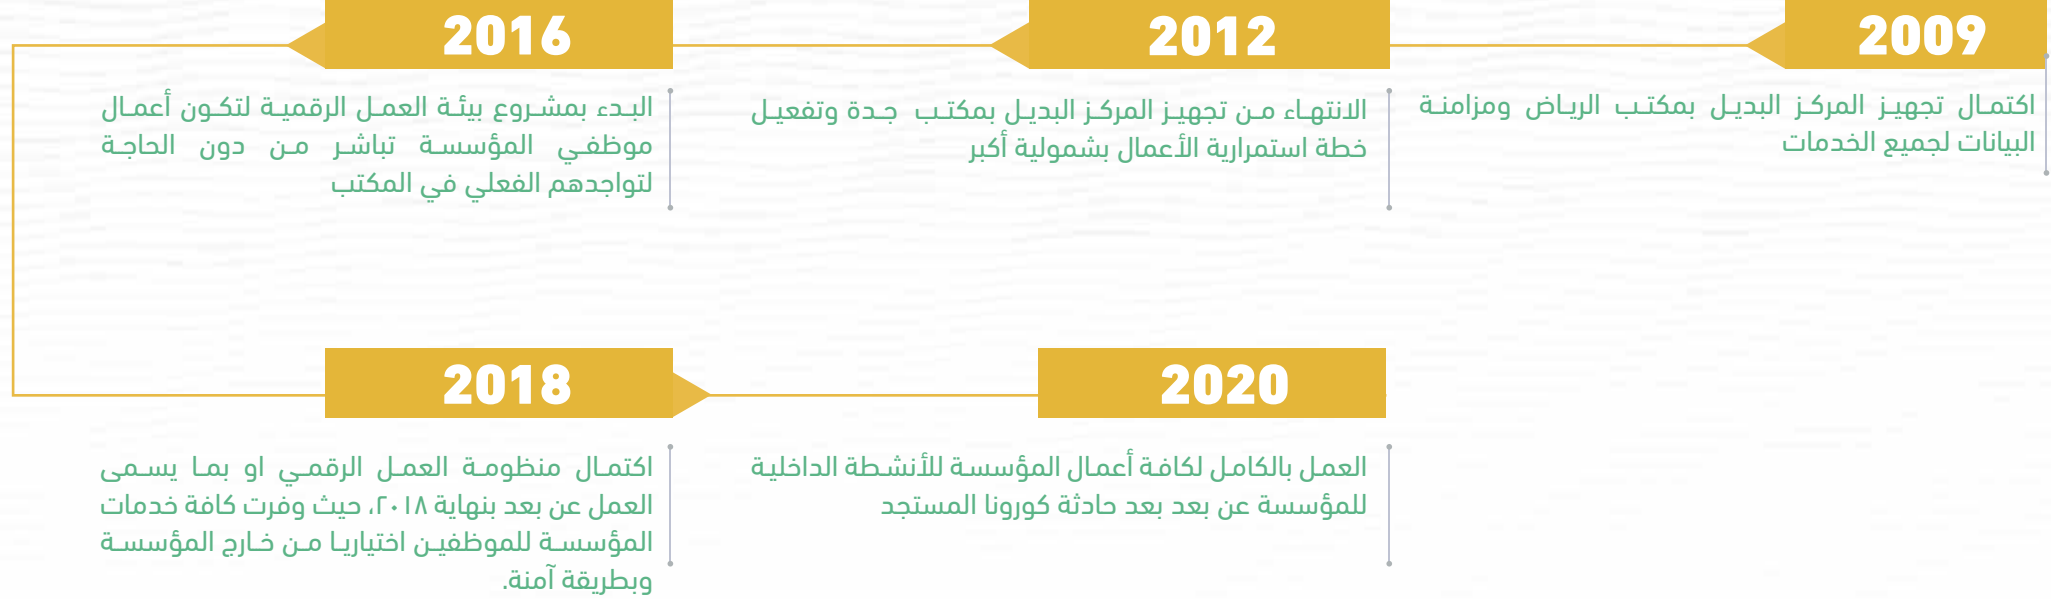 2009
اكتمال تجهيز المركز البديل بمكتب الرياض ومزامنة
البيانات لجميع الخدمات
2012
الانتهاء من تجهيز المركز البديل بمكتب جدة وتفعيل
خطة استمرارية الأعمال بشمولية أكبر
2016
البدء بمشروع بيئة العمل الرقمية لتكون أعمال
موظفي المؤسسة تباشر من دون الحاجة
لتواجدهم الفعلي في المكتب
2018
اكتمال منظومة العمل الرقمي او بما يسمى
العمل عن بعد بنهاية ٢٠١٨، حيث وفرت كافة خدمات
المؤسسة للموظفين اختياريا من خارج المؤسسة
وبطريقة آمنة.
2020
العمل بالكامل لكافة أعمال المؤسسة للأنشطة الداخلية
للمؤسسة عن بعد بعد حادثة كورونا المستجد